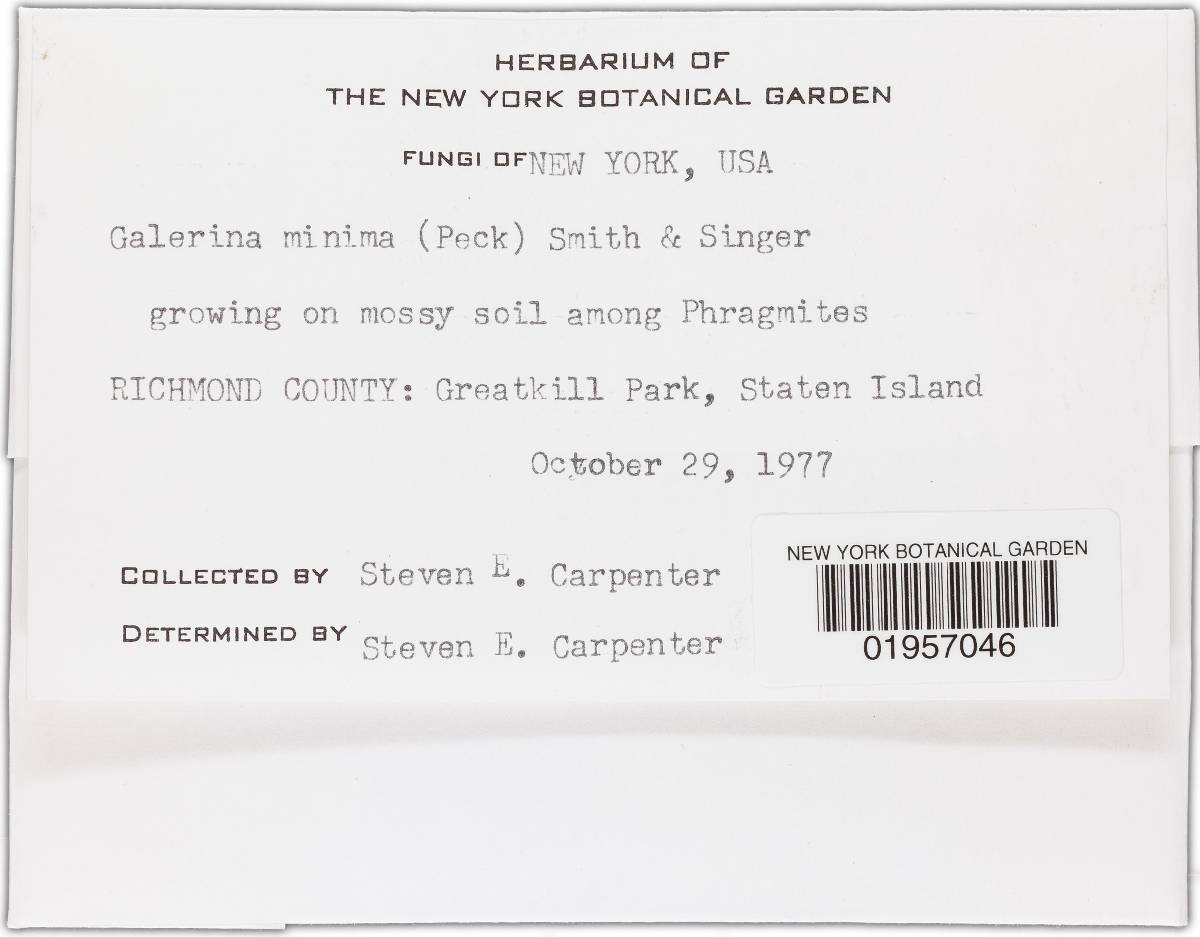 HERBARIUM OF
THE NEW YORK BOTANICAL GARDEN
FUNGI OF NEW YORK, USA
Galerina minima (Peck) Smith & Singer
growing on mossy soil among Phragmites
RICHMOND COUNTY: Greatkill Park, Staten Island
October 29, 1977
COLLECTED BY Steven E. Carpenter
DETERMINED BY Steven E. Carpenter
NEW YORK BOTANICAL GARDEN
01957046